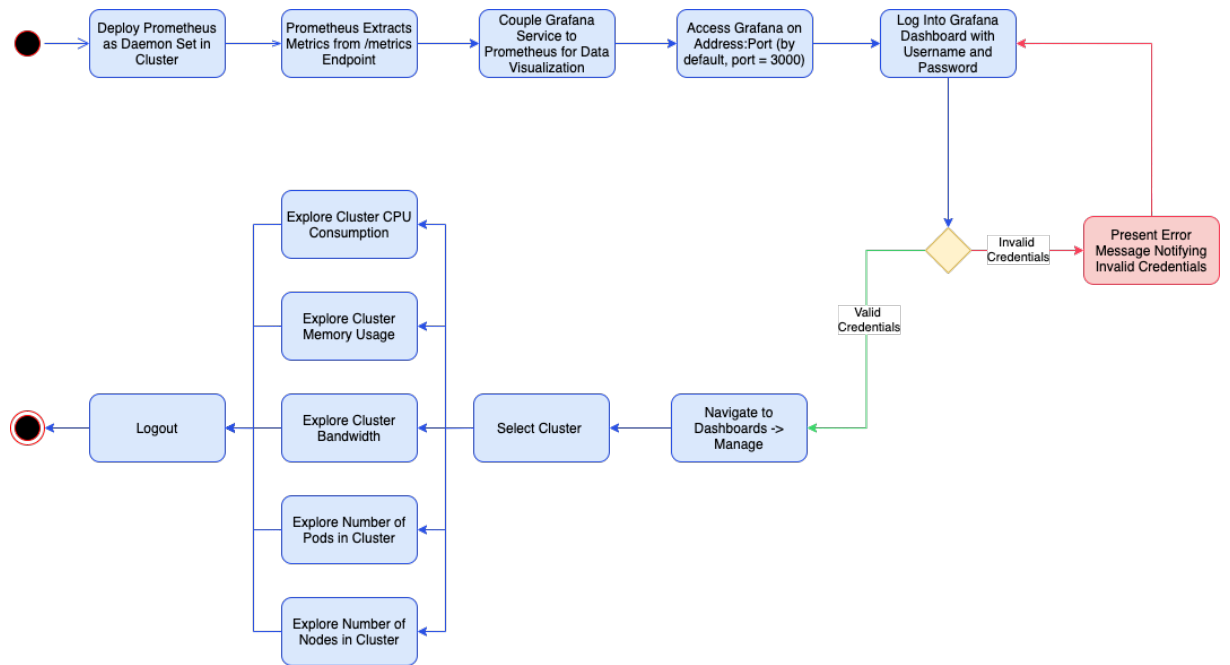 Deploy Prometheus
as Daemon Set in
Cluster
Prometheus Extracts
Metrics from /metrics
Endpoint
Couple Grafana
Service to
Prometheus for Data
Visualization
Access Grafana on
Address:Port (by
default, port = 3000)
Log Into Grafana
Dashboard with
Username and
Password
Invalid
Credentials
Present Error
Message Notifying
Invalid Credentials
Valid
Credentials
Navigate to
Dashboards ->
Manage
Select Cluster
Explore Cluster CPU
Consumption
Explore Cluster
Memory Usage
Explore Cluster
Bandwidth
Explore Number of
Pods in Cluster
Explore Number of
Nodes in Cluster
Logout